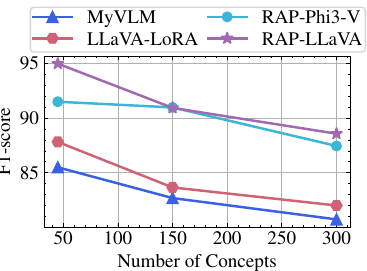 MyVLM
RAP-Phi3-V
LLaVA-LoRA
RAP-LLaVA
F1-score
95
90
85
50
100
150
200
250
300
Number of Concepts